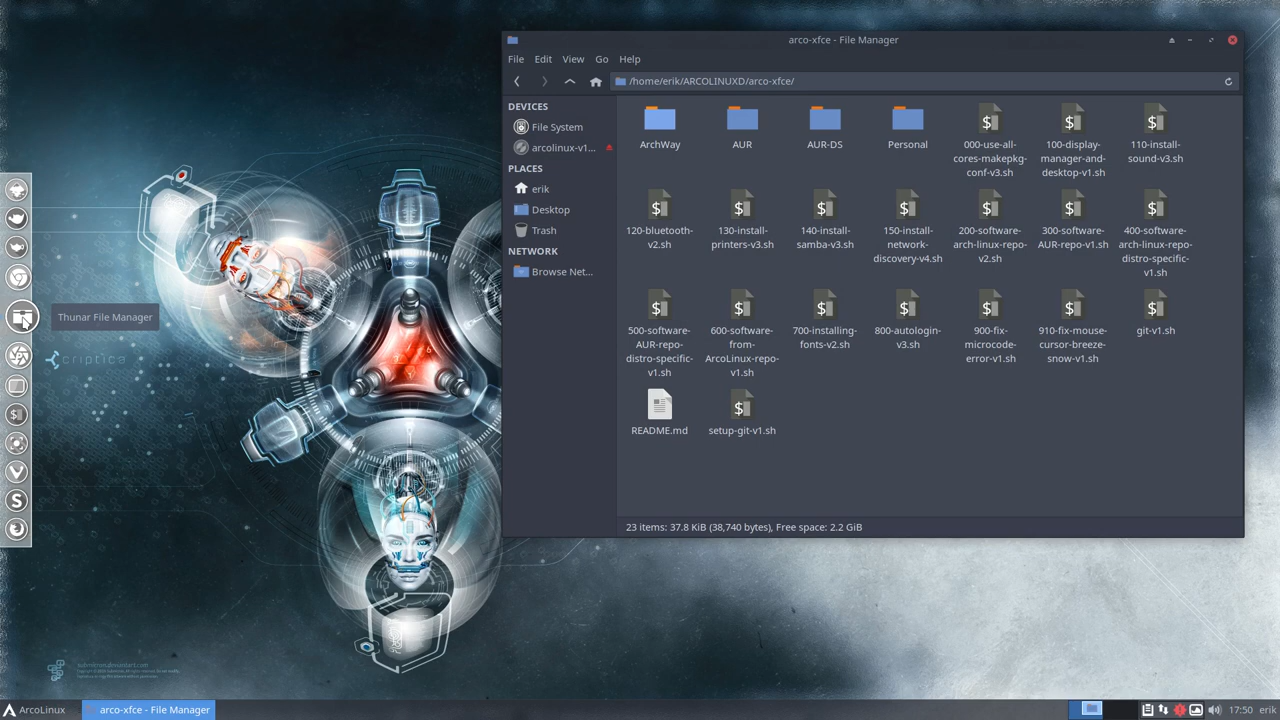 arco-xfce - File Manager
File Edit View Go Help
/home/erik/ARCOLINUXD/arco-xfce/
DEVICES
File System
arcolinux-v1...
PLACES
erik
Desktop
Trash
NETWORK
Browse Net...
ArchWay
AUR
AUR-DS
Personal
000-use-all-
cores-makepkg-
conf-v3.sh
100-display-
manager-and-
desktop-v1.sh
110-install-
sound-v3.sh
120-bluetooth-
v2.sh
130-install-
printers-v3.sh
140-install-
samba-v3.sh
150-install-
network-
discovery-v4.sh
200-software-
arch-linux-repo-
v2.sh
300-software-
AUR-repo-v1.sh
400-software-
arch-linux-repo-
distro-specific-
v1.sh
500-software-
AUR-repo-
distro-specific-
v1.sh
600-software-
from-
ArcoLinux-repo-
v1.sh
700-installing-
fonts-v2.sh
800-autologin-
v3.sh
900-fix-
microcode-
error-v1.sh
910-fix-mouse-
cursor-breeze-
snow-v1.sh
git-v1.sh
README.md
setup-git-v1.sh
23 items: 37.8 KiB (38,740 bytes), Free space: 2.2 GiB
Thunar File Manager
criptica
ArcoLinux
arco-xfce - File Manager
17:50 erik